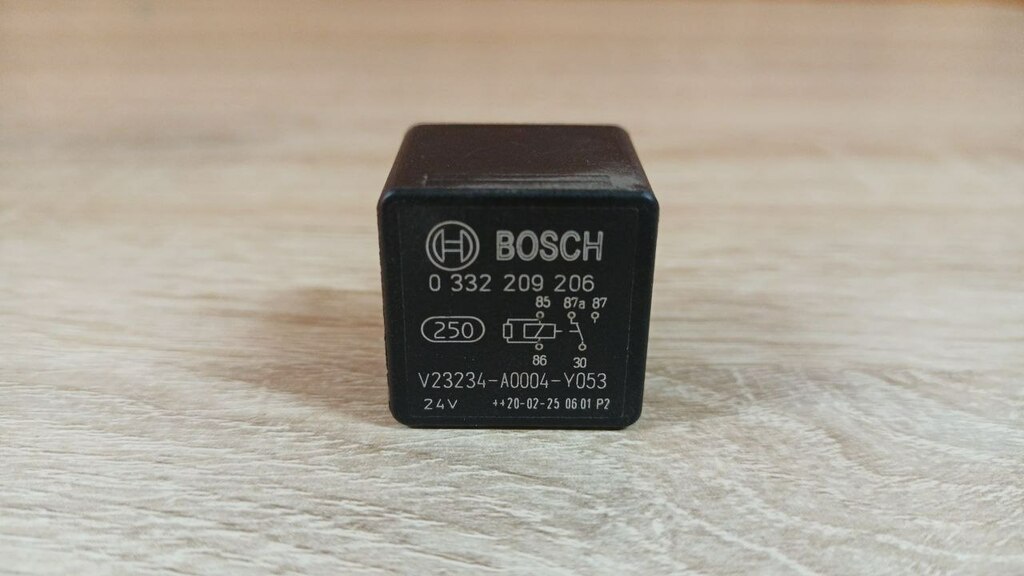 BOSCH
0 332 209 206
85 87a 87
250
86 30
V23234-A0004-Y053
24V ++20-02-25 06 01 P2